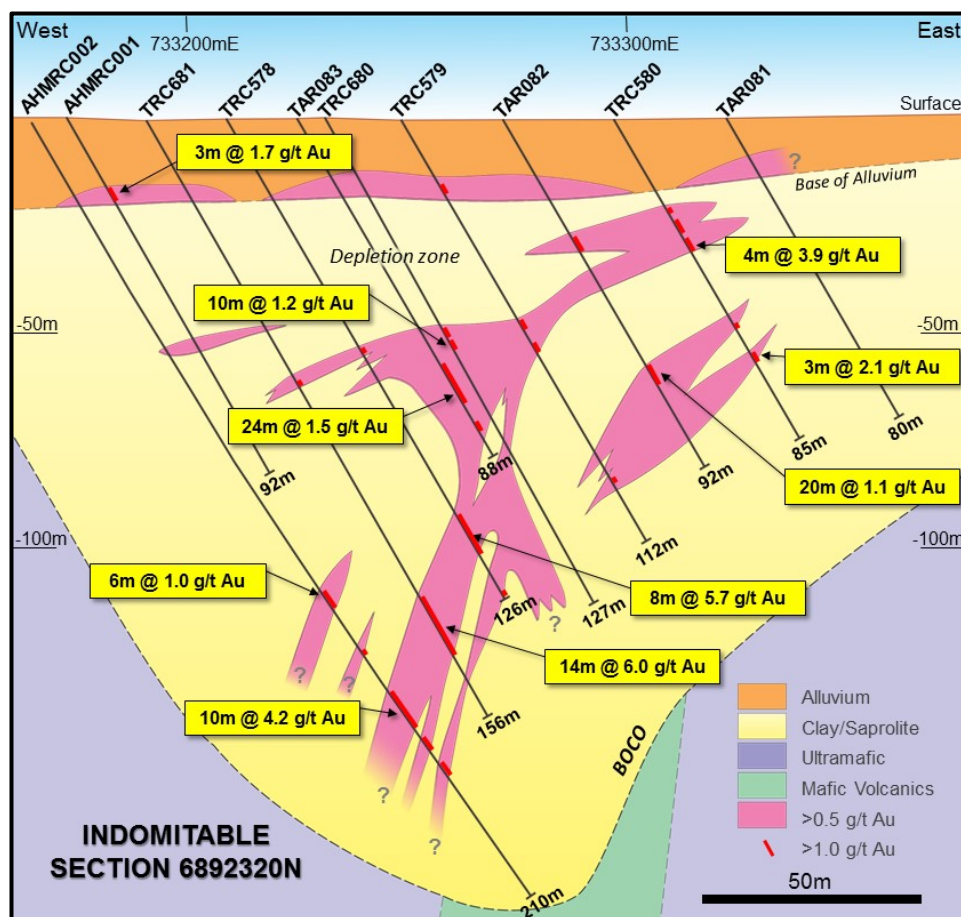 West
733200mE
733300mE
East
AHMRC002
AHMRC001
TRC681
TRC578
TAR083
TRC680
TRC579
TAR082
TRC580
TAR081
Surface
3m @ 1.7 g/t Au
?
Base of Alluvium
Depletion zone
4m @ 3.9 g/t Au
10m @ 1.2 g/t Au
-50m
-50m
3m @ 2.1 g/t Au
24m @ 1.5 g/t Au
80m
85m
88m
92m
92m
20m @ 1.1 g/t Au
-100m
112m
-100m
6m @ 1.0 g/t Au
8m @ 5.7 g/t Au
126m
127m
?
14m @ 6.0 g/t Au
?
?
10m @ 4.2 g/t Au
156m
BOCO
?
?
Alluvium
Clay/Saprolite
Ultramafic
Mafic Volcanics
>0.5 g/t Au
>1.0 g/t Au
INDOMITABLE
SECTION 6892320N
210m
50m